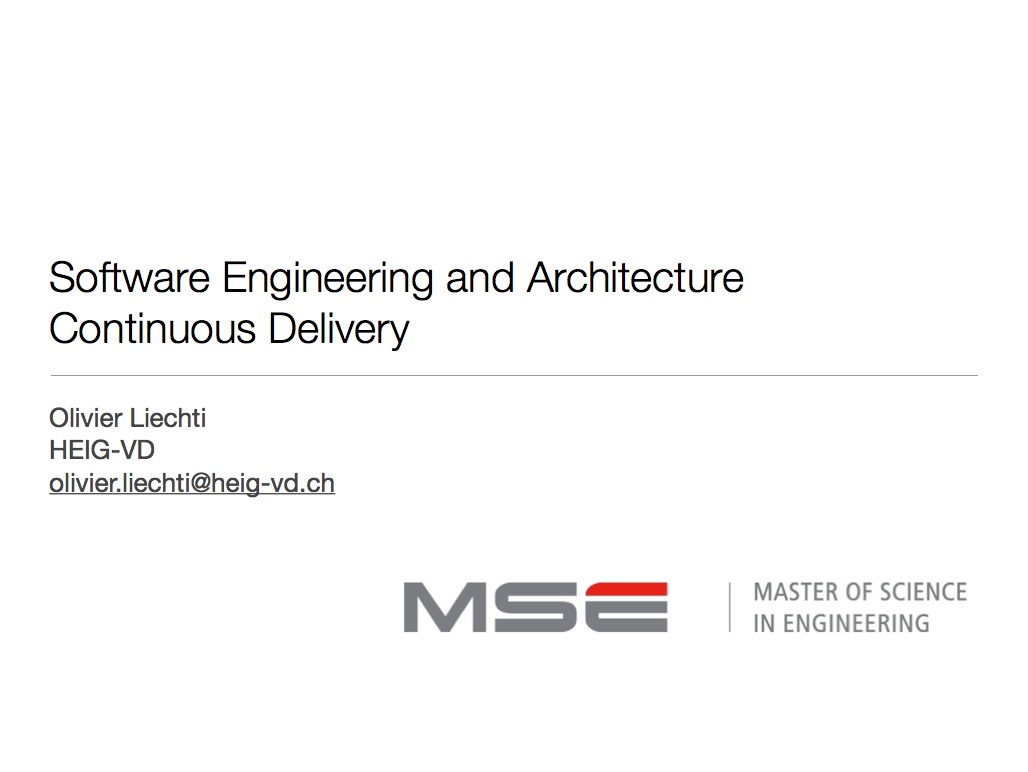 Software Engineering and Architecture
Continuous Delivery
Olivier Liechti
HEIG-VD
olivier.liechti@heig-vd.ch
MSE
MASTER OF SCIENCE
IN ENGINEERING